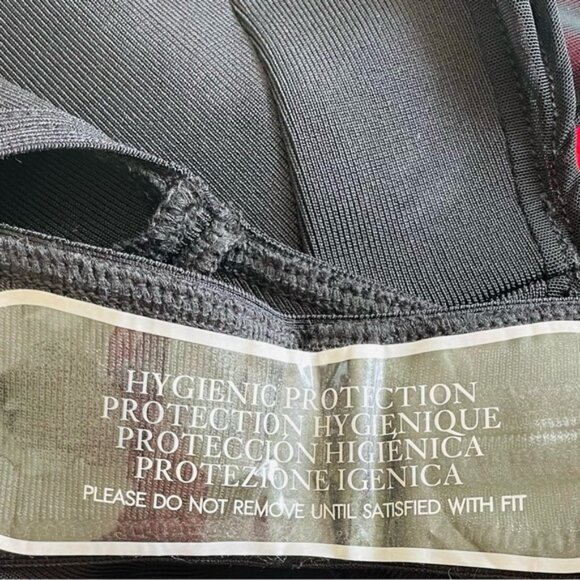 HYGIENIC PROTECTION
PROTECTION HYGIENIQUE
PROTECCIÓN HIGIÉNICA
PROTEZIONE IGENICA
PLEASE DO NOT REMOVE UNTIL SATISFIED WITH FIT